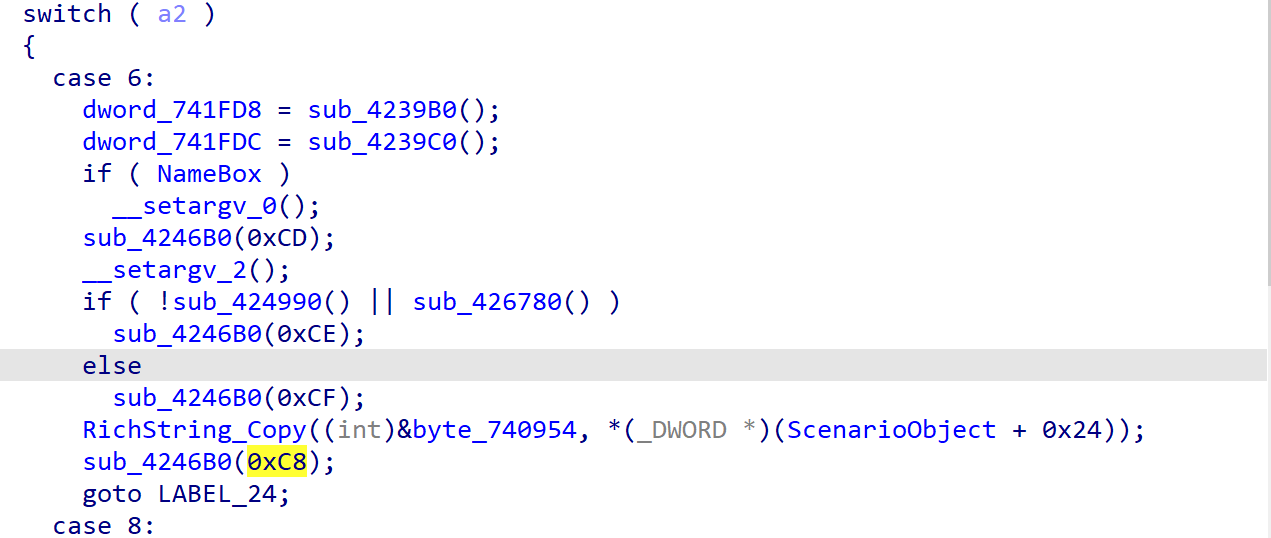 switch ( a2 )
{
case 6:
dword_741FD8 = sub_4239B0();
dword_741FDC = sub_4239C0();
if ( NameBox )
__setargv_0();
sub_4246B0(0xCD);
__setargv_2();
if ( !sub_424990() || sub_426780() )
sub_4246B0(0xCE);
else
sub_4246B0(0xCF);
RichString_Copy((int)&byte_740954, *(_DWORD *)(ScenarioObject + 0x24));
sub_4246B0(0xC8);
goto LABEL_24;
case 8: